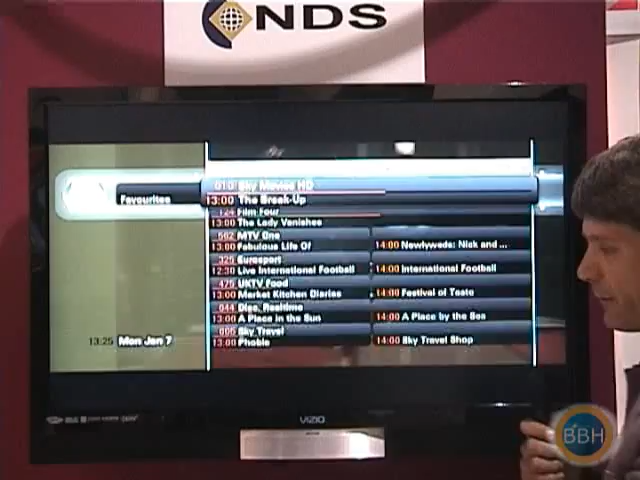 NDS
010 Sky Movies HD
Favourites
13:00 The Break-Up
124 Film Four
13:00 The Lady Vanishes
562 MTV One
13:00 Fabulous Life Of 14:00 Newlyweds: Nick and ...
325 Eurosport
12:30 Live International Football 14:00 International Football
475 UKTV Food
13:00 Market Kitchen Diaries 14:00 Festival of Taste
044 Disc. Realtime
13:00 A Place in the Sun 14:00 A Place by the Sea
005 Sky Travel
13:25 Mon Jan 7
13:00 Phobia 14:00 Sky Travel Shop
VIZIO
BBH